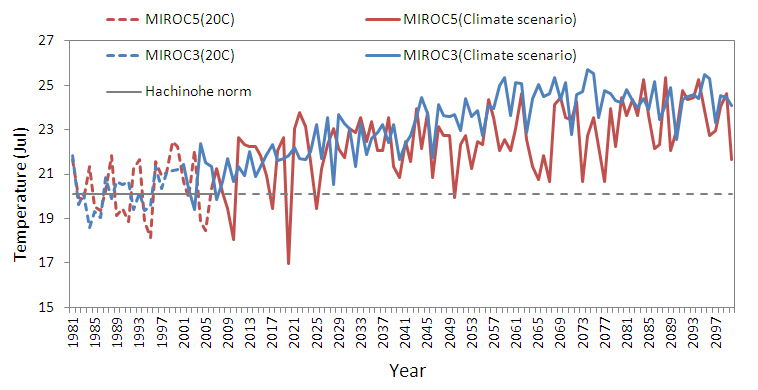 MIROC5(20C) MIROC5(Climate scenario)
27
MIROC3(20C) MIROC3(Climate scenario)
25
Hachinohe norm
23
21
19
17
15
Temperature (Jul)
1981 1985 1989 1993 1997 2001 2005 2009 2013 2017 2021 2025 2029 2033 2037 2041 2045 2049 2053 2057 2061 2065 2069 2073 2077 2081 2085 2089 2093 2097
Year